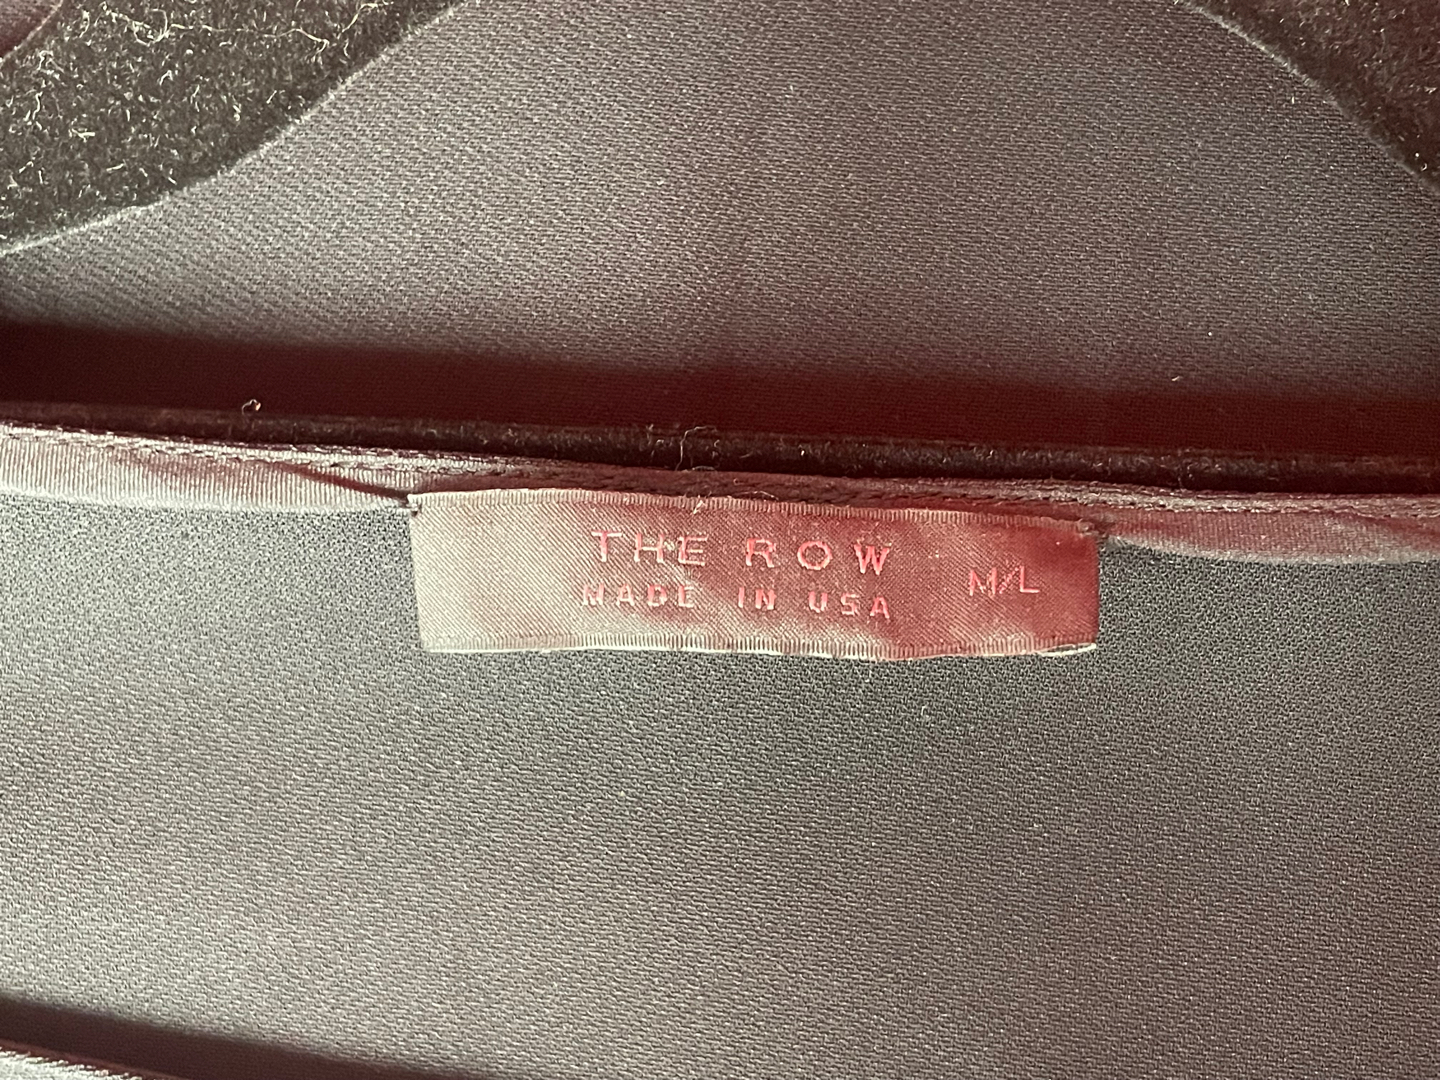 THE ROW
MADE IN USA
M/L